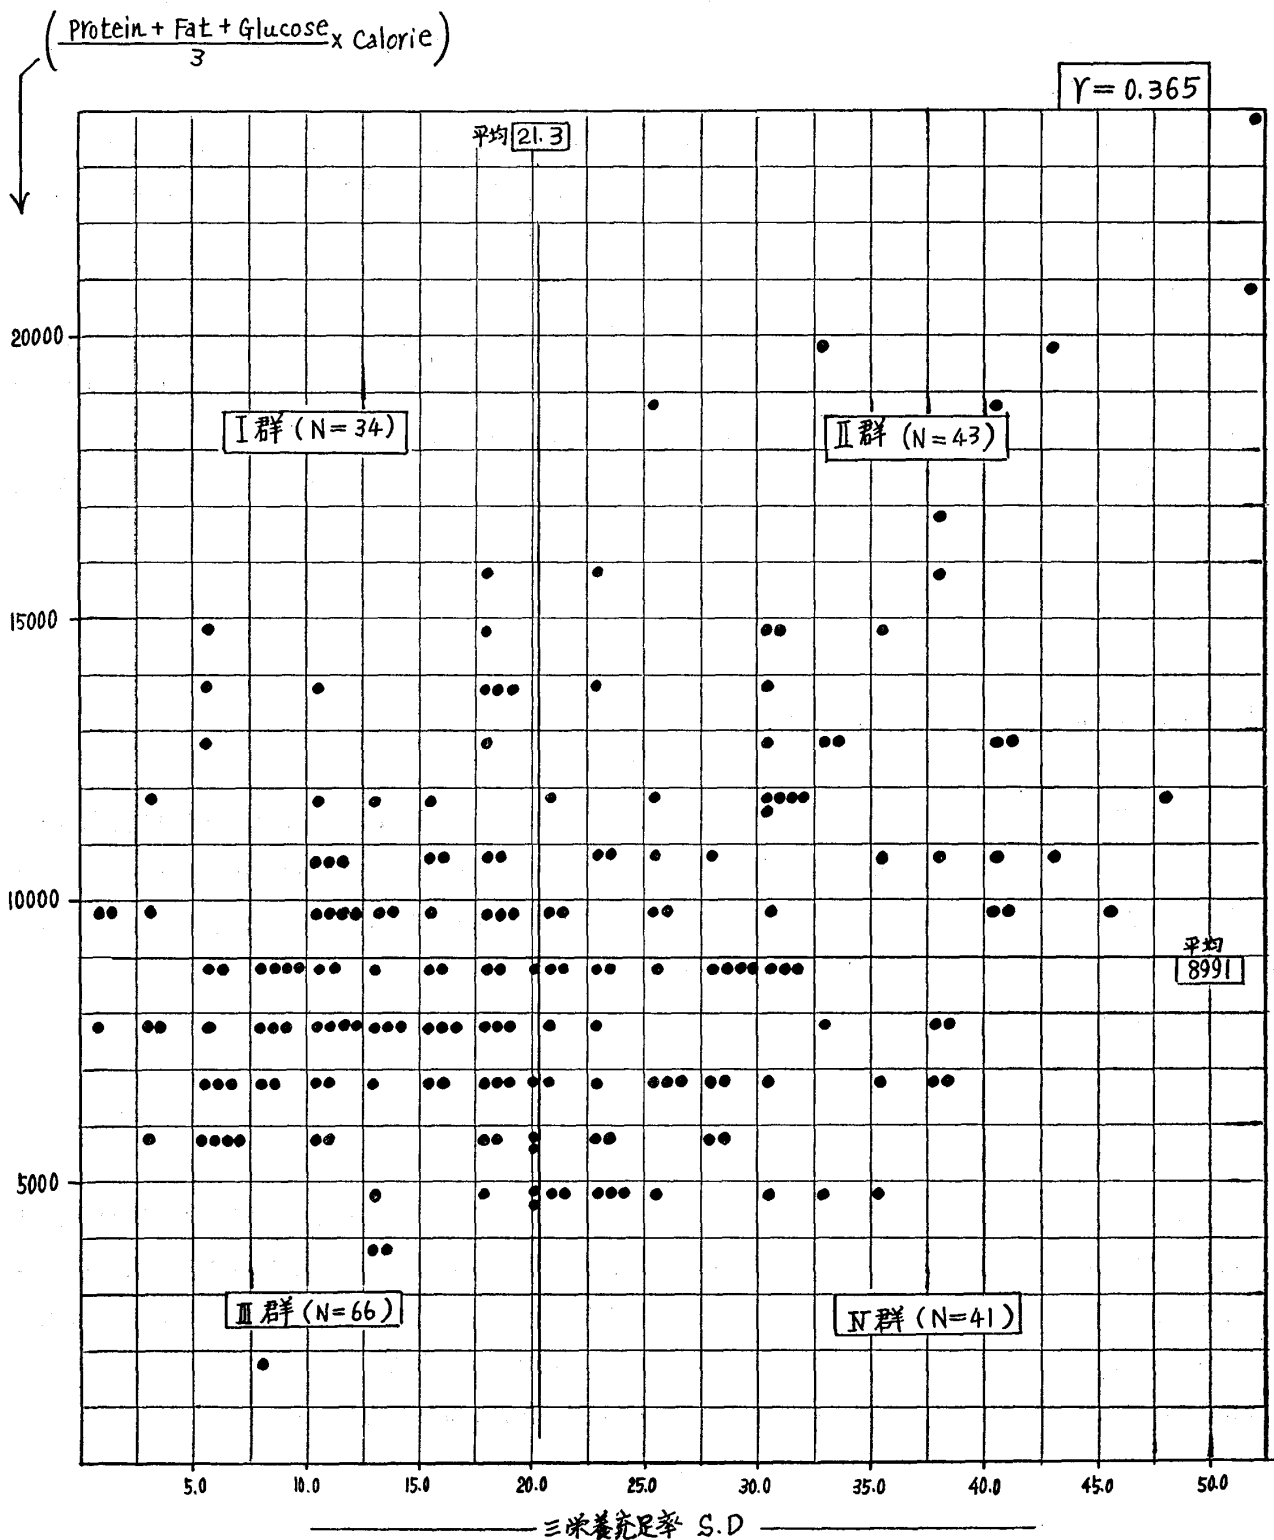 (Protein + Fat + Glucose / 3 × Calorie)
γ = 0.365
平均 21.3
20000
I群 (N=34)
II群 (N=43)
15000
10000
平均
8991
5000
III群 (N=66)
IV群 (N=41)
5.0 10.0 15.0 20.0 25.0 30.0 35.0 40.0 45.0 50.0
三栄養充足率 S.D